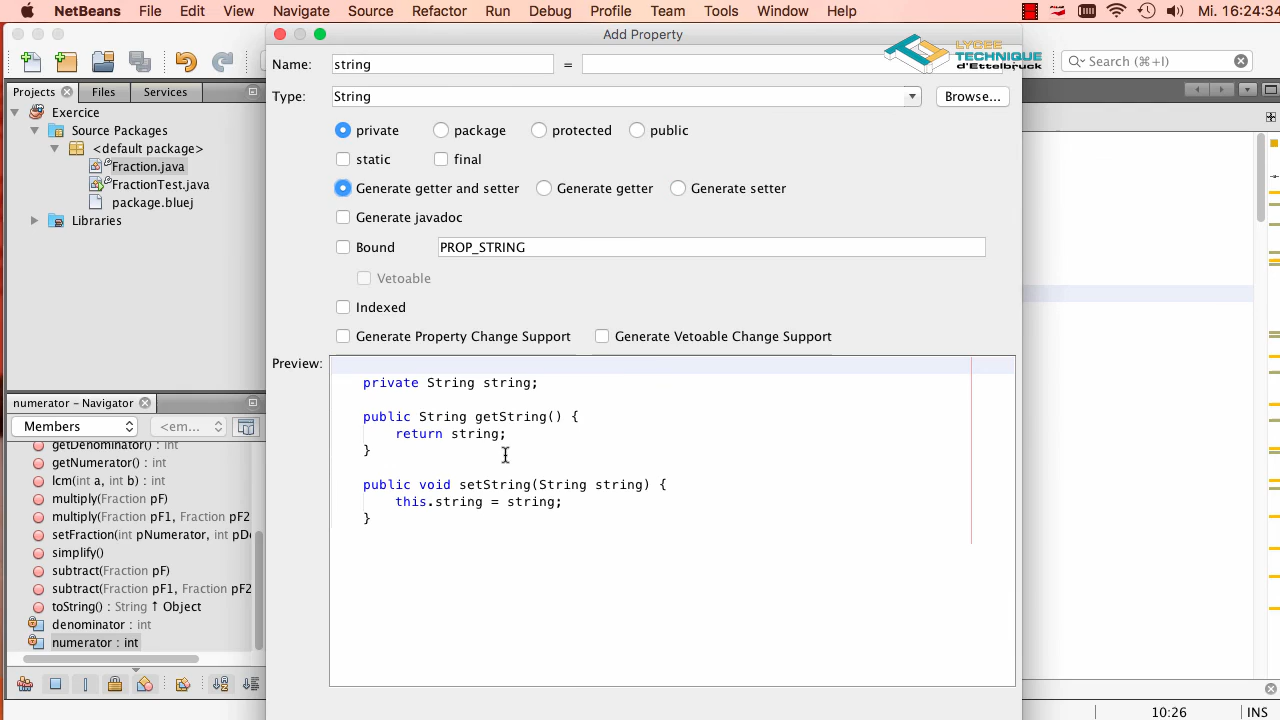 NetBeans File Edit View Navigate Source Refactor Run Debug Profile Team Tools Window Help Mi. 16:24:34
Add Property
LYCEE
TECHNIQUE
d'Ettelbruck
Name: string =
Search (⌘+I)
Projects Files Services
Type: String Browse...
Exercice
Source Packages
<default package>
Fraction.java
FractionTest.java
package.bluej
Libraries
private package protected public
static final
Generate getter and setter Generate getter Generate setter
Generate javadoc
Bound PROP_STRING
Vetoable
Indexed
Generate Property Change Support Generate Vetoable Change Support
Preview:
private String string;
public String getString() {
return string;
}
public void setString(String string) {
this.string = string;
}
numerator - Navigator
Members <em...
getDenominator() : int
getNumerator() : int
lcm(int a, int b) : int
multiply(Fraction pF)
multiply(Fraction pF1, Fraction pF2
setFraction(int pNumerator, int pDe
simplify()
subtract(Fraction pF)
subtract(Fraction pF1, Fraction pF2
toString() : String ↑ Object
denominator : int
numerator : int
10:26 INS